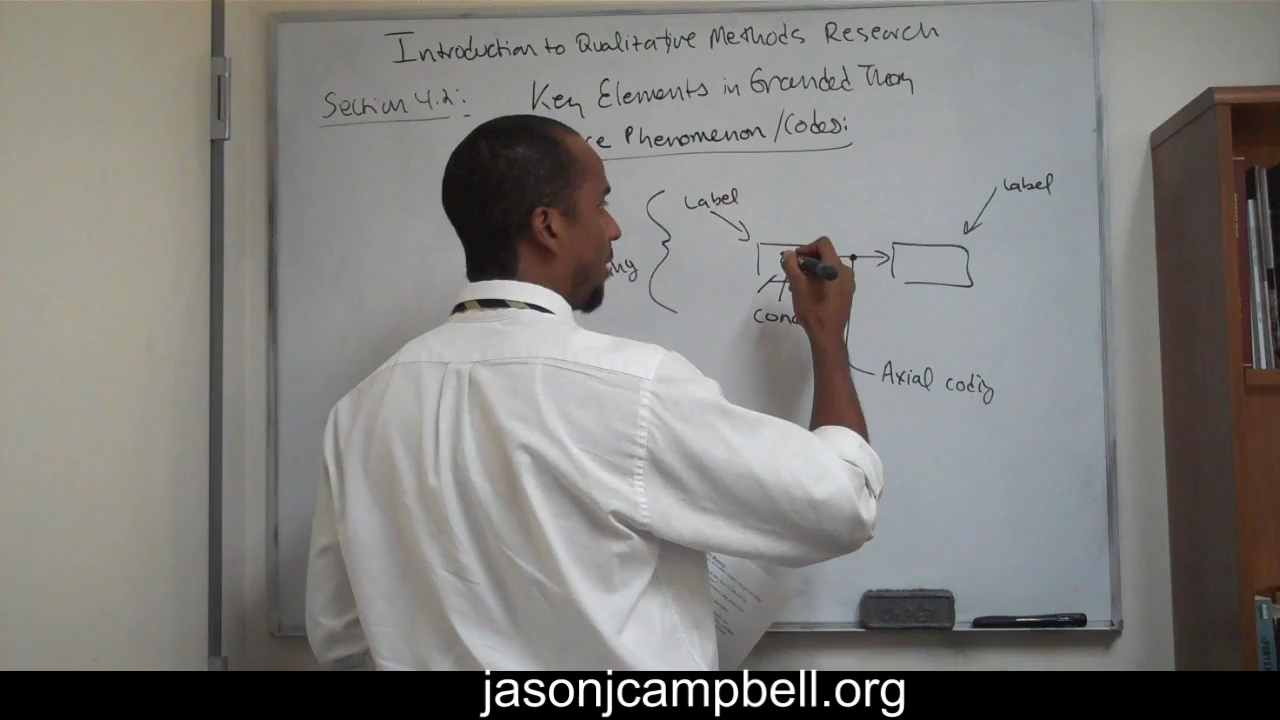 Introduction to Qualitative Methods Research
Section 4.2: Key Elements in Grounded Theory
Phenomenon/Codes:
Label
Label
Axial coding
jasonjcampbell.org